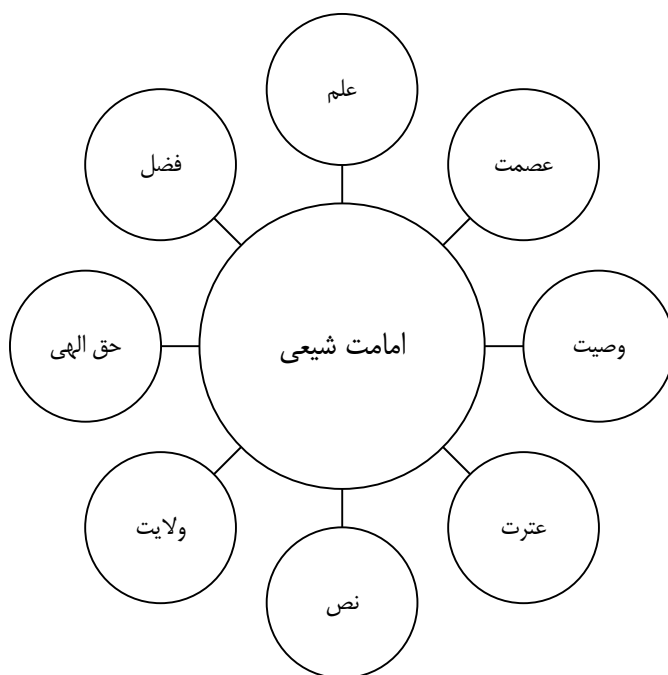 علم
عصمت
فضل
وصیت
امامت شیعی
حق الهی
عترت
ولایت
نص